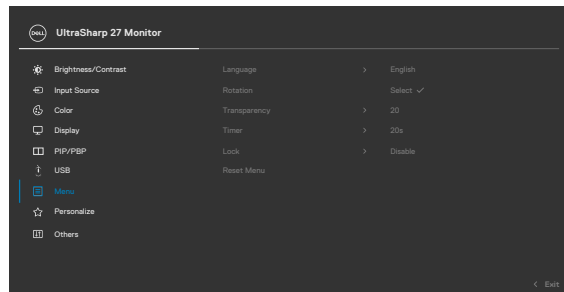 DELL UltraSharp 27 Monitor
Brightness/Contrast Language > English
Input Source Rotation Select ✓
Color Transparency > 20
Display Timer > 20s
PIP/PBP Lock > Disable
USB Reset Menu
Menu
Personalize
Others
< Exit